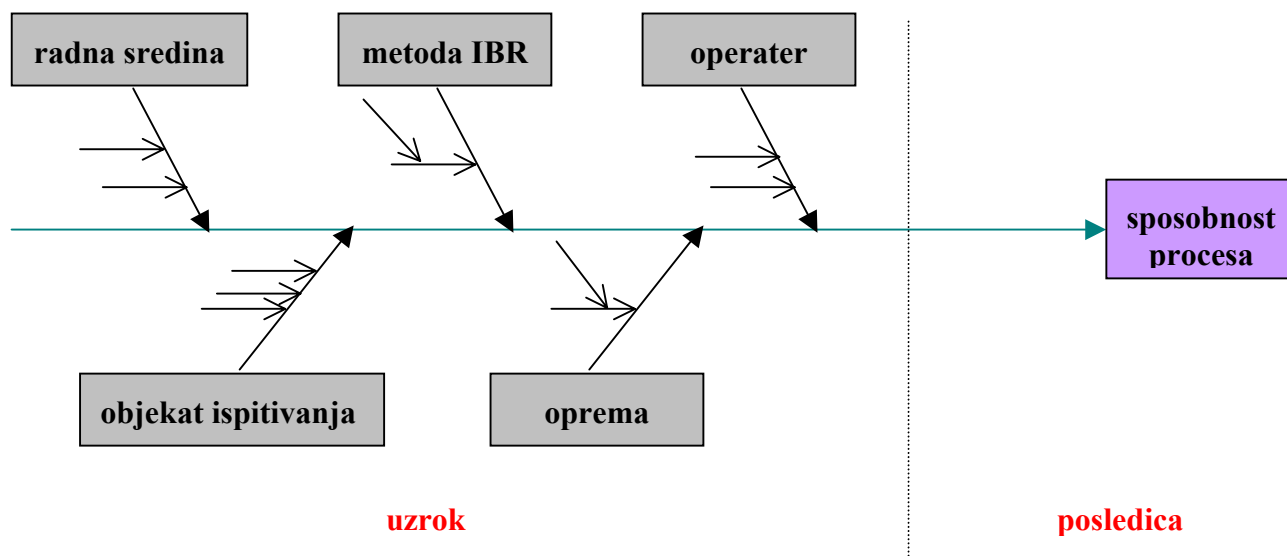 radna sredina
metoda IBR
operater
sposobnost
procesa
objekat ispitivanja
oprema
uzrok
posledica